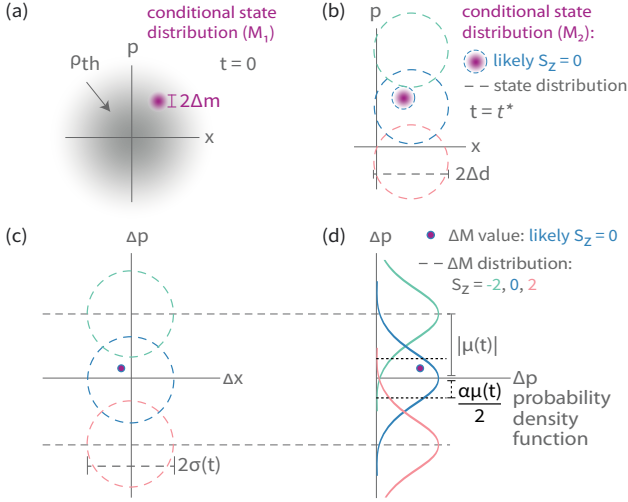 (a)
conditional state
distribution (M₁)
p
t = 0
ρth
2Δm
x
(b)
p
conditional state
distribution (M₂):
likely Sz = 0
state distribution
t = t*
x
2Δd
(c)
Δp
Δx
2σ(t)
(d)
Δp
ΔM value: likely Sz = 0
ΔM distribution:
Sz = -2, 0, 2
|μ(t)|
αμ(t)
2
Δp
probability
density
function